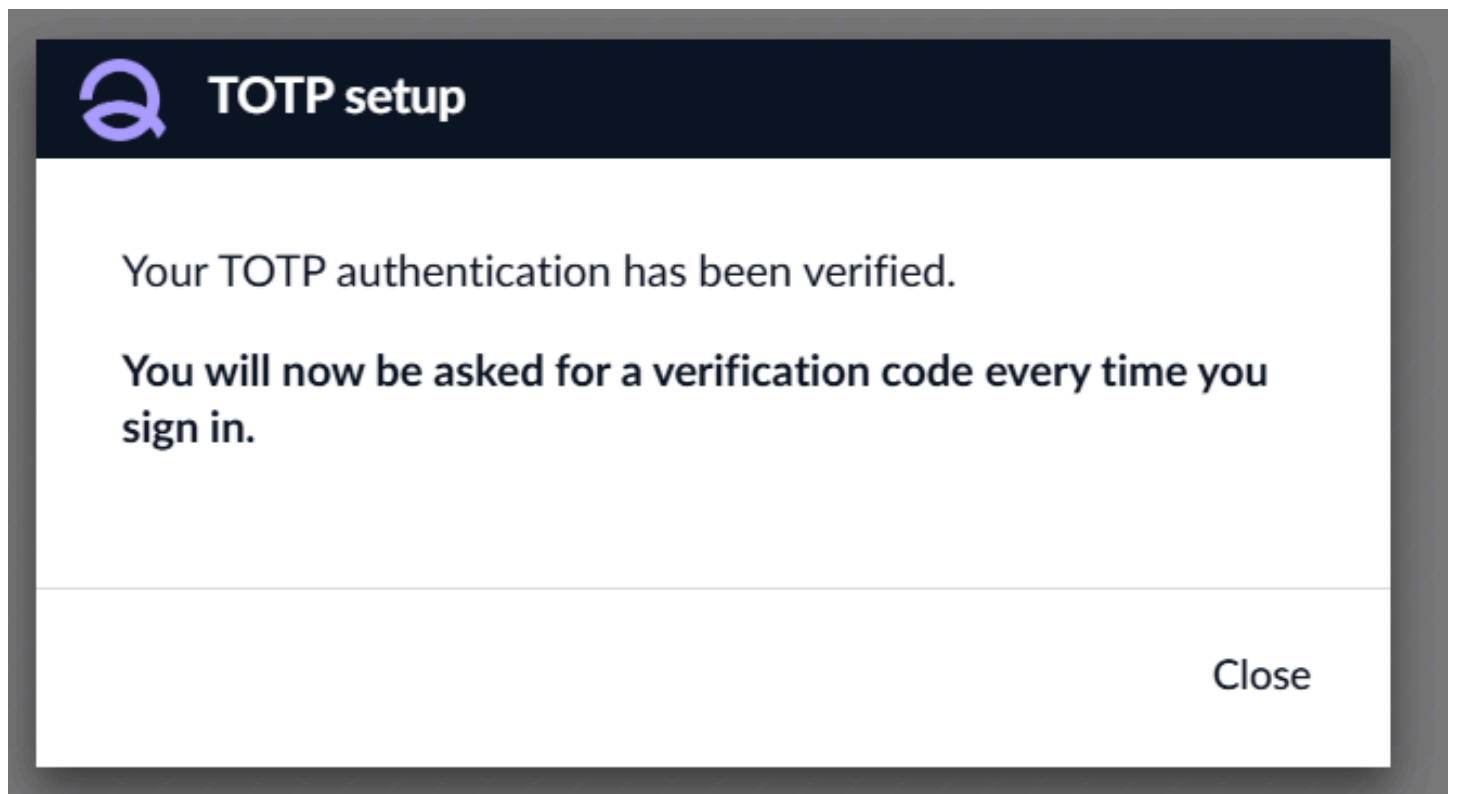 TOTP setup
Your TOTP authentication has been verified.
You will now be asked for a verification code every time you
sign in.
Close